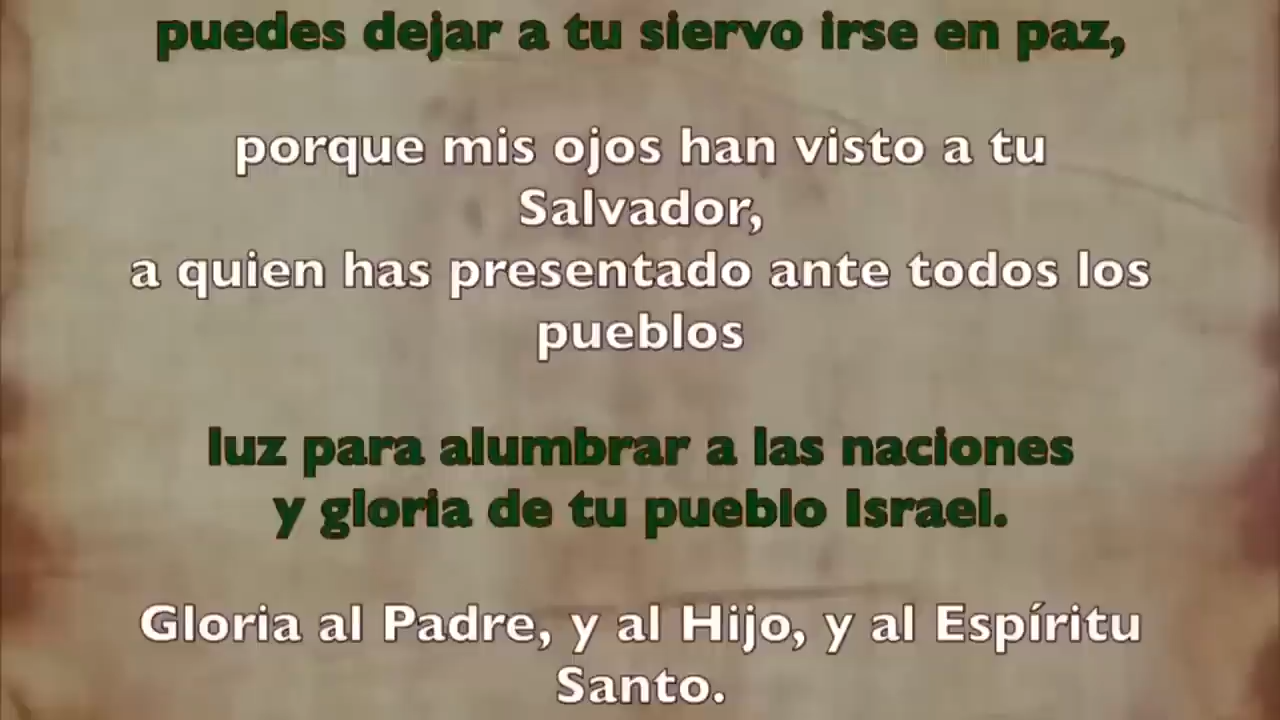 puedes dejar a tu siervo irse en paz,
porque mis ojos han visto a tu
Salvador,
a quien has presentado ante todos los
pueblos
luz para alumbrar a las naciones
y gloria de tu pueblo Israel.
Gloria al Padre, y al Hijo, y al Espíritu
Santo.